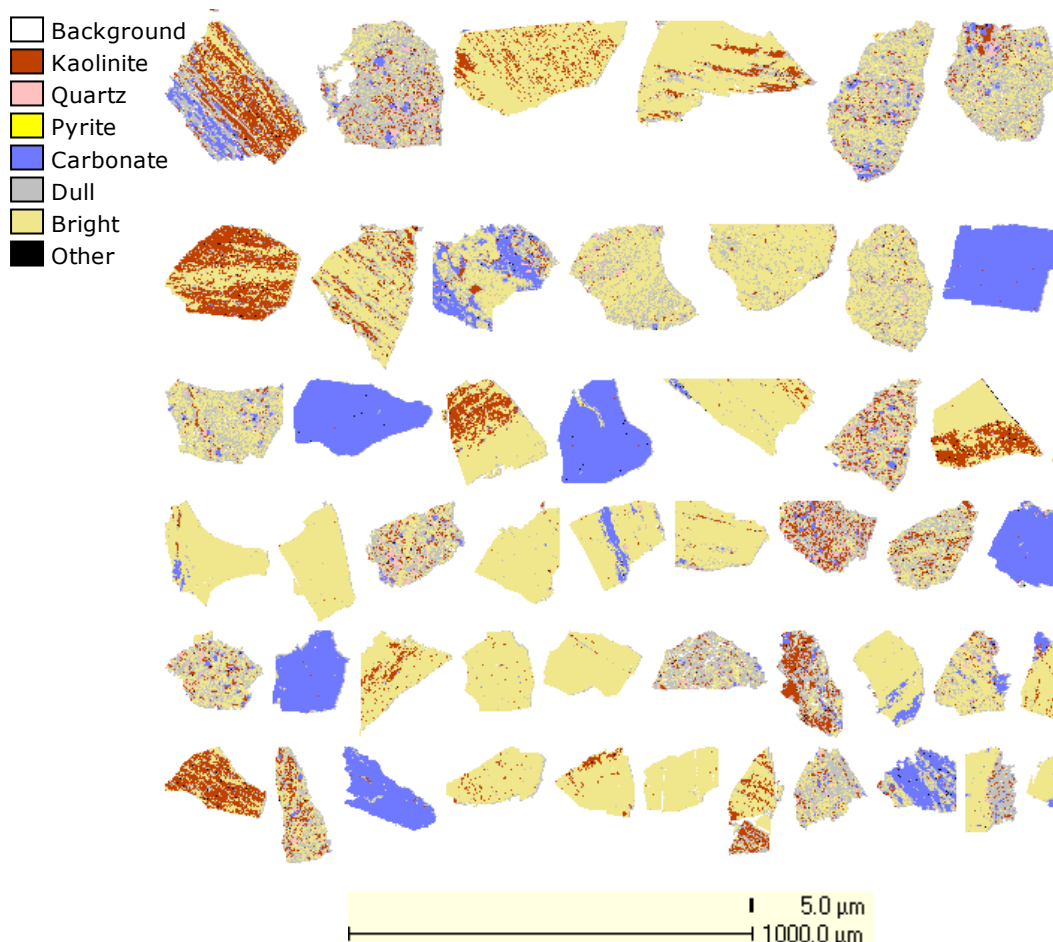 Background
Kaolinite
Quartz
Pyrite
Carbonate
Dull
Bright
Other
5.0 µm
1000.0 µm